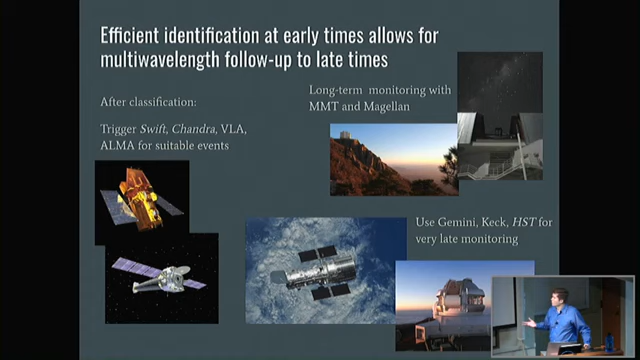 Efficient identification at early times allows for
multiwavelength follow-up to late times
After classification:
Trigger Swift, Chandra, VLA,
ALMA for suitable events
Long-term monitoring with
MMT and Magellan
Use Gemini, Keck, HST for
very late monitoring